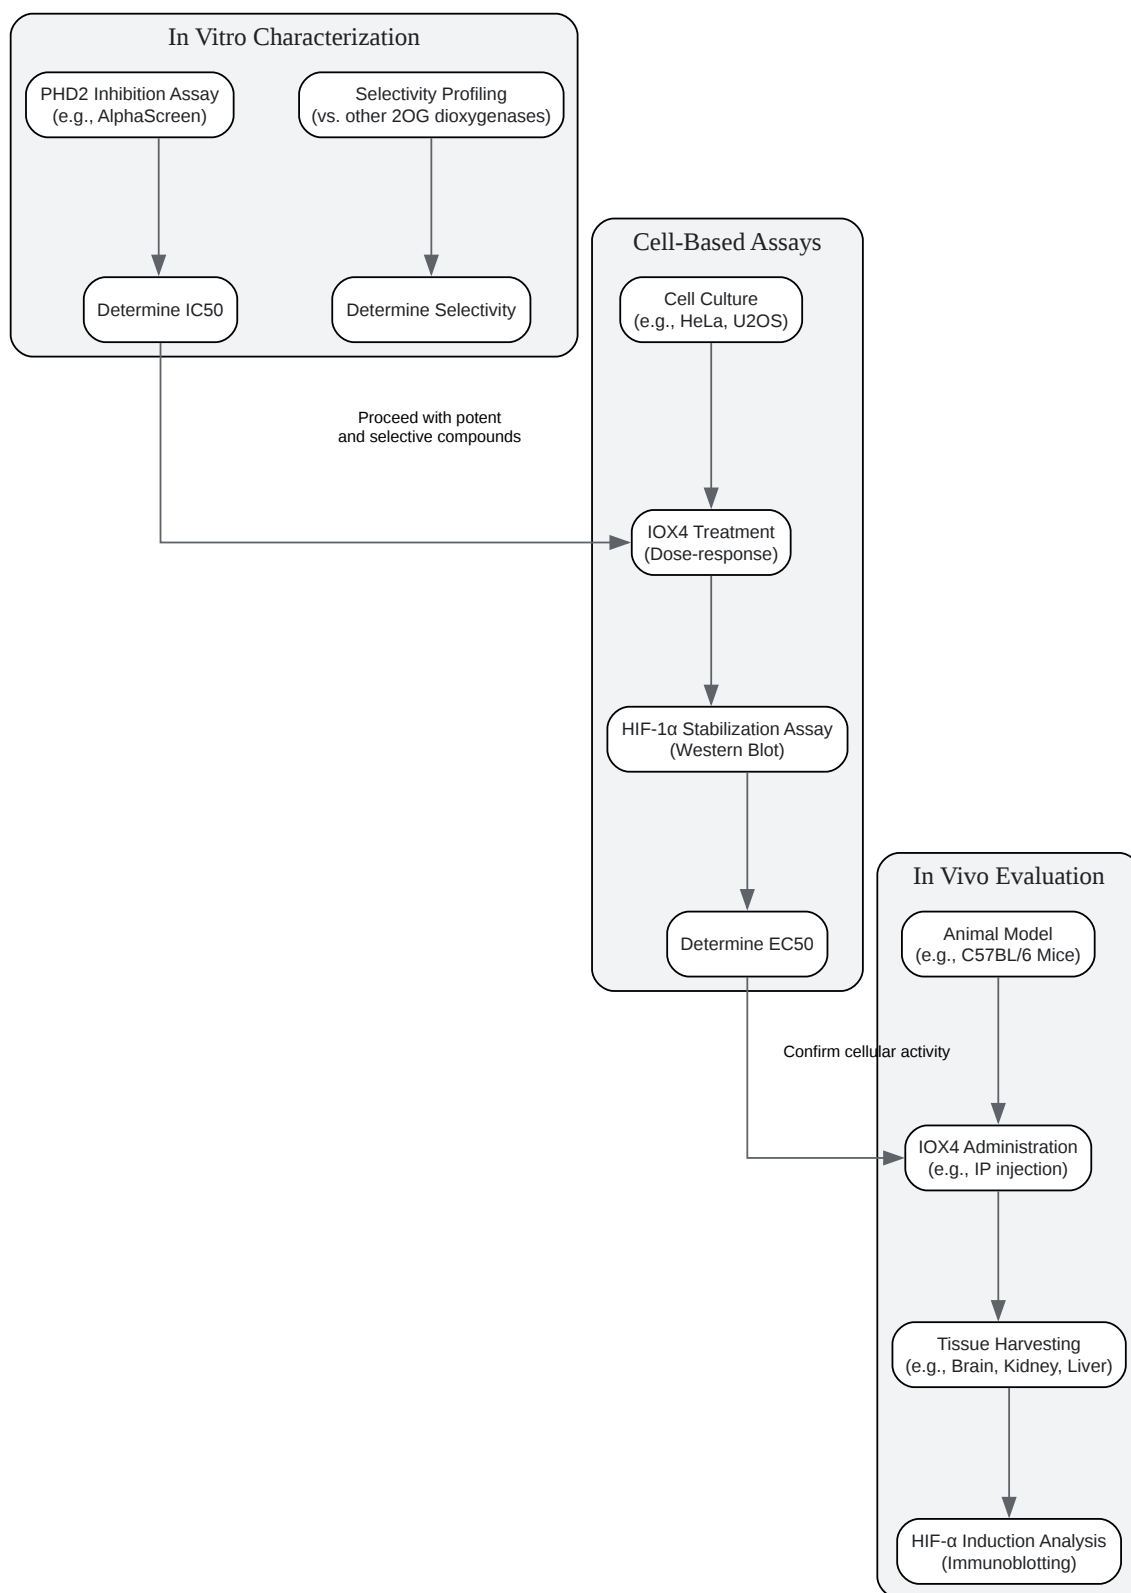 In Vitro Characterization
PHD2 Inhibition Assay
(e.g., AlphaScreen)
Selectivity Profiling
(vs. other 2OG dioxygenases)
Determine IC50
Determine Selectivity
Proceed with potent
and selective compounds
Cell-Based Assays
Cell Culture
(e.g., HeLa, U2OS)
IOX4 Treatment
(Dose-response)
HIF-1α Stabilization Assay
(Western Blot)
Determine EC50
Confirm cellular activity
In Vivo Evaluation
Animal Model
(e.g., C57BL/6 Mice)
IOX4 Administration
(e.g., IP injection)
Tissue Harvesting
(e.g., Brain, Kidney, Liver)
HIF-α Induction Analysis
(Immunoblotting)